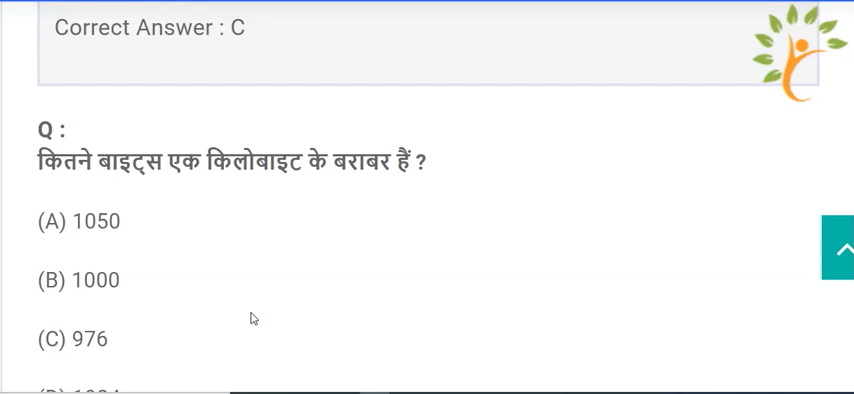 Correct Answer : C
Q :
कितने बाइट्स एक किलोबाइट के बराबर हैं ?
(A) 1050
(B) 1000
(C) 976